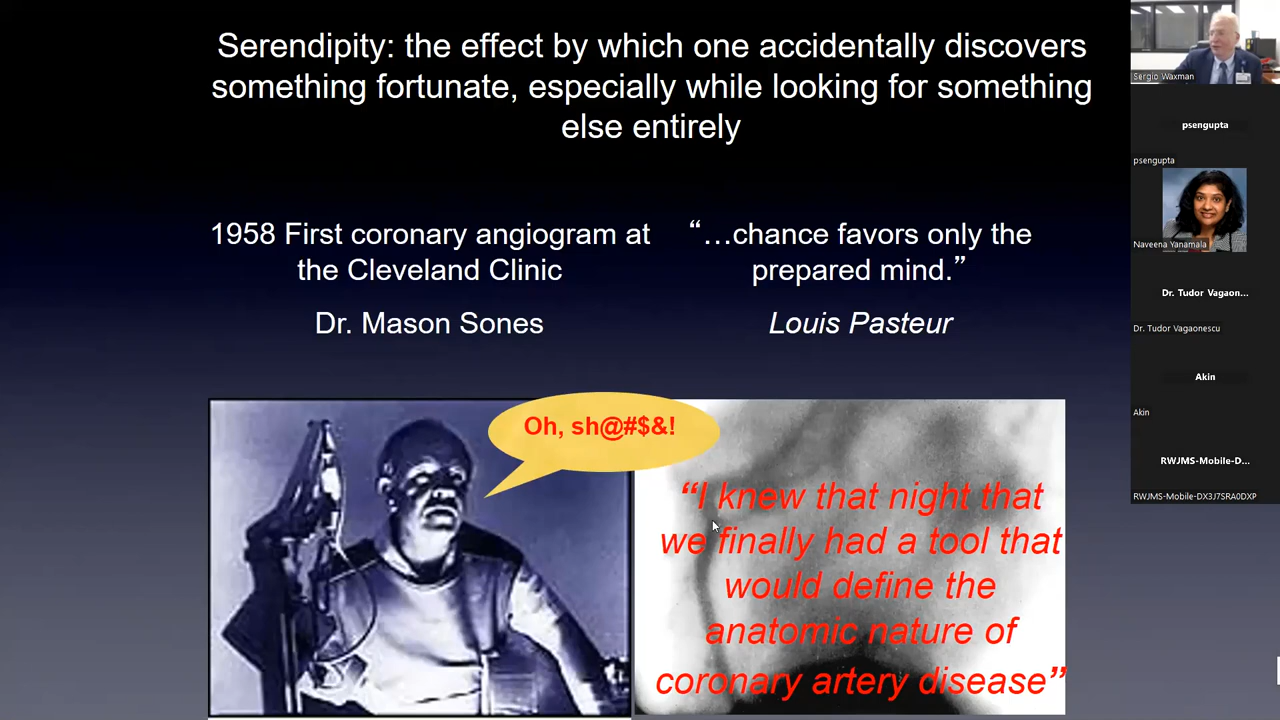 Serendipity: the effect by which one accidentally discovers
something fortunate, especially while looking for something
else entirely
1958 First coronary angiogram at
the Cleveland Clinic
Dr. Mason Sones
“…chance favors only the
prepared mind.”
Louis Pasteur
Oh, sh@#$&!
“I knew that night that
we finally had a tool that
would define the
anatomic nature of
coronary artery disease”
Sergio Waxman
psengupta
psengupta
Naveena Yanamala
Dr. Tudor Vagaon...
Dr. Tudor Vagaonescu
Akin
Akin
RWJMS-Mobile-D...
RWJMS-Mobile-DX3J7SRA0DXP